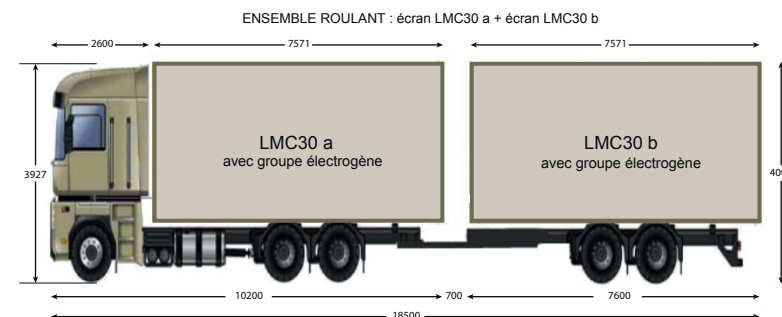 ENSEMBLE ROULANT : écran LMC30 a + écran LMC30 b
2600
7571
7571
LMC30 a
avec groupe électrogène
LMC30 b
avec groupe électrogène
3927
10200
700
7600
18500